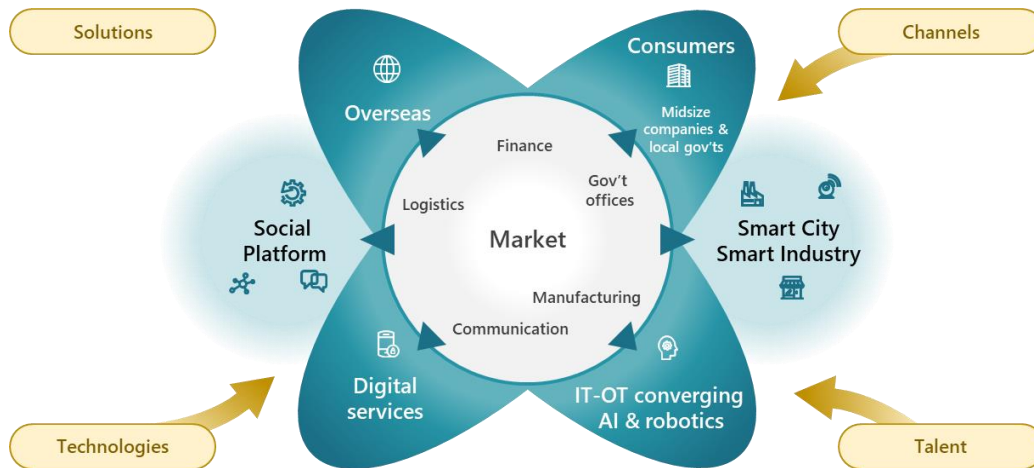 Solutions
Channels
Consumers
Overseas
Midsize
companies &
local gov'ts
Finance
Gov't
offices
Logistics
Social
Platform
Market
Smart City
Smart Industry
Manufacturing
Communication
Digital
services
IT-OT converging
AI & robotics
Technologies
Talent